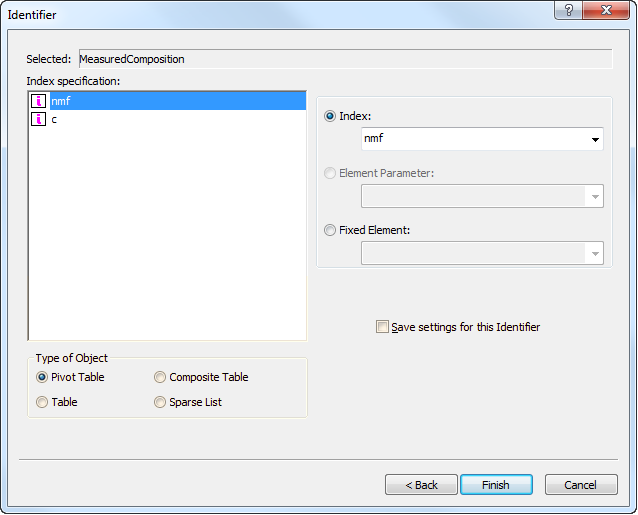 Identifier
Selected: MeasuredComposition
Index specification:
i nmf
i c
Index:
nmf
Element Parameter:
Fixed Element:
Save settings for this Identifier
Type of Object
Pivot Table Composite Table
Table Sparse List
< Back Finish Cancel